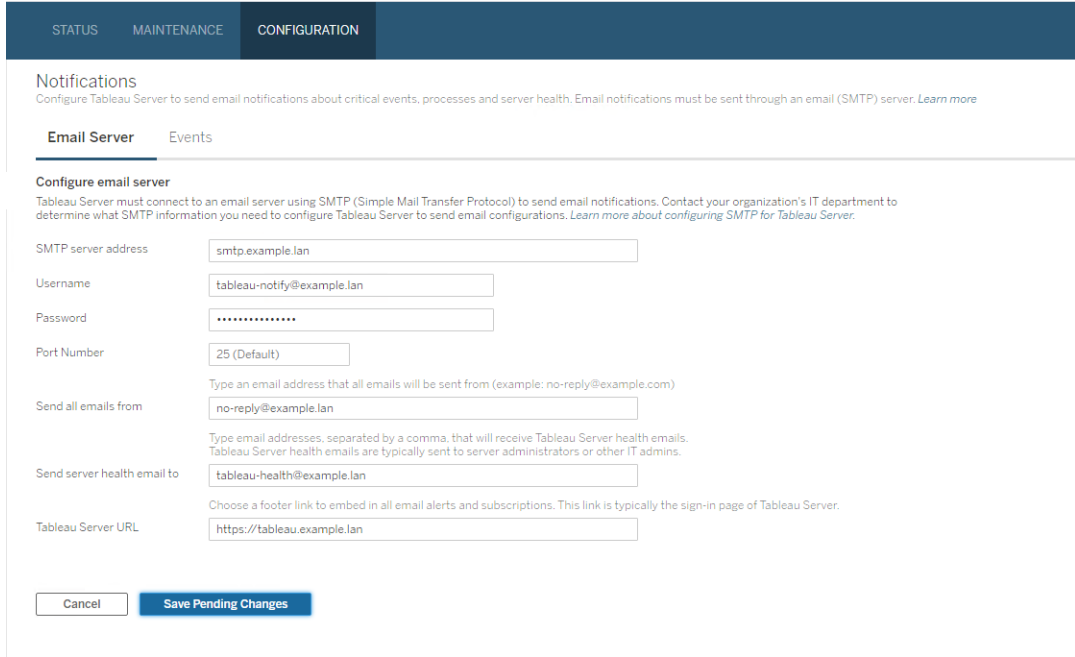 STATUS MAINTENANCE CONFIGURATION
Notifications
Configure Tableau Server to send email notifications about critical events, processes and server health. Email notifications must be sent through an email (SMTP) server. Learn more
Email Server Events
Configure email server
Tableau Server must connect to an email server using SMTP (Simple Mail Transfer Protocol) to send email notifications. Contact your organization's IT department to
determine what SMTP information you need to configure Tableau Server to send email configurations. Learn more about configuring SMTP for Tableau Server.
SMTP server address smtp.example.lan
Username tableau-notify@example.lan
Password •••••••••••••••
Port Number 25 (Default)
Type an email address that all emails will be sent from (example: no-reply@example.com)
Send all emails from no-reply@example.lan
Type email addresses, separated by a comma, that will receive Tableau Server health emails.
Tableau Server health emails are typically sent to server administrators or other IT admins.
Send server health email to tableau-health@example.lan
Choose a footer link to embed in all email alerts and subscriptions. This link is typically the sign-in page of Tableau Server.
Tableau Server URL https://tableau.example.lan
Cancel Save Pending Changes